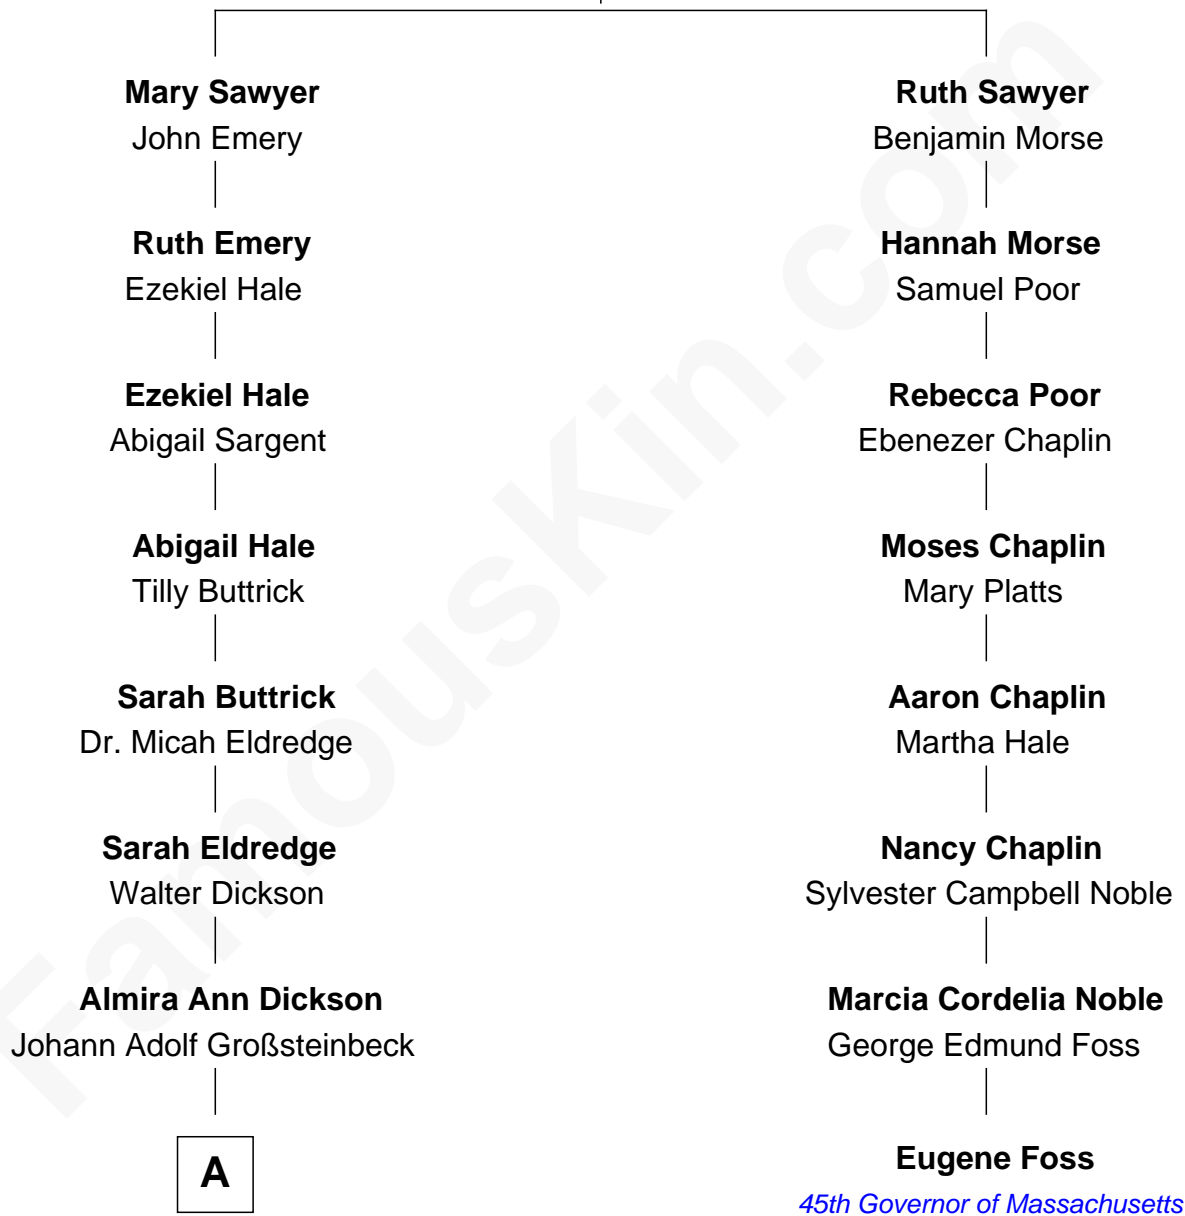 Mary Sawyer
John Emery
Ruth Sawyer
Benjamin Morse
Ruth Emery
Ezekiel Hale
Hannah Morse
Samuel Poor
Ezekiel Hale
Abigail Sargent
Rebecca Poor
Ebenezer Chaplin
Abigail Hale
Tilly Buttrick
Moses Chaplin
Mary Platts
Sarah Buttrick
Dr. Micah Eldredge
Aaron Chaplin
Martha Hale
Sarah Eldredge
Walter Dickson
Nancy Chaplin
Sylvester Campbell Noble
Almira Ann Dickson
Johann Adolf Großsteinbeck
Marcia Cordelia Noble
George Edmund Foss
A
Eugene Foss
45th Governor of Massachusetts
FamousKin.com